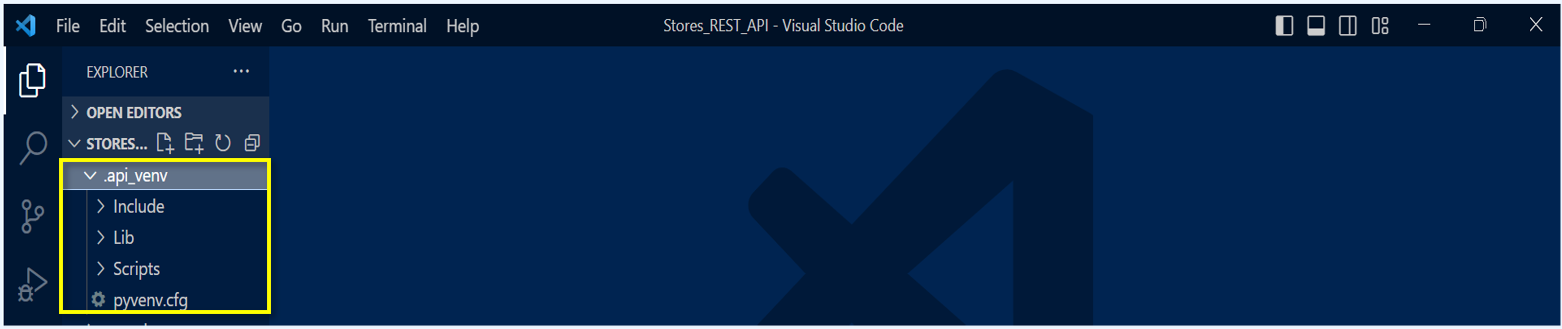 File Edit Selection View Go Run Terminal Help Stores_REST_API - Visual Studio Code
EXPLORER
OPEN EDITORS
STORES...
.api_venv
Include
Lib
Scripts
pyvenv.cfg